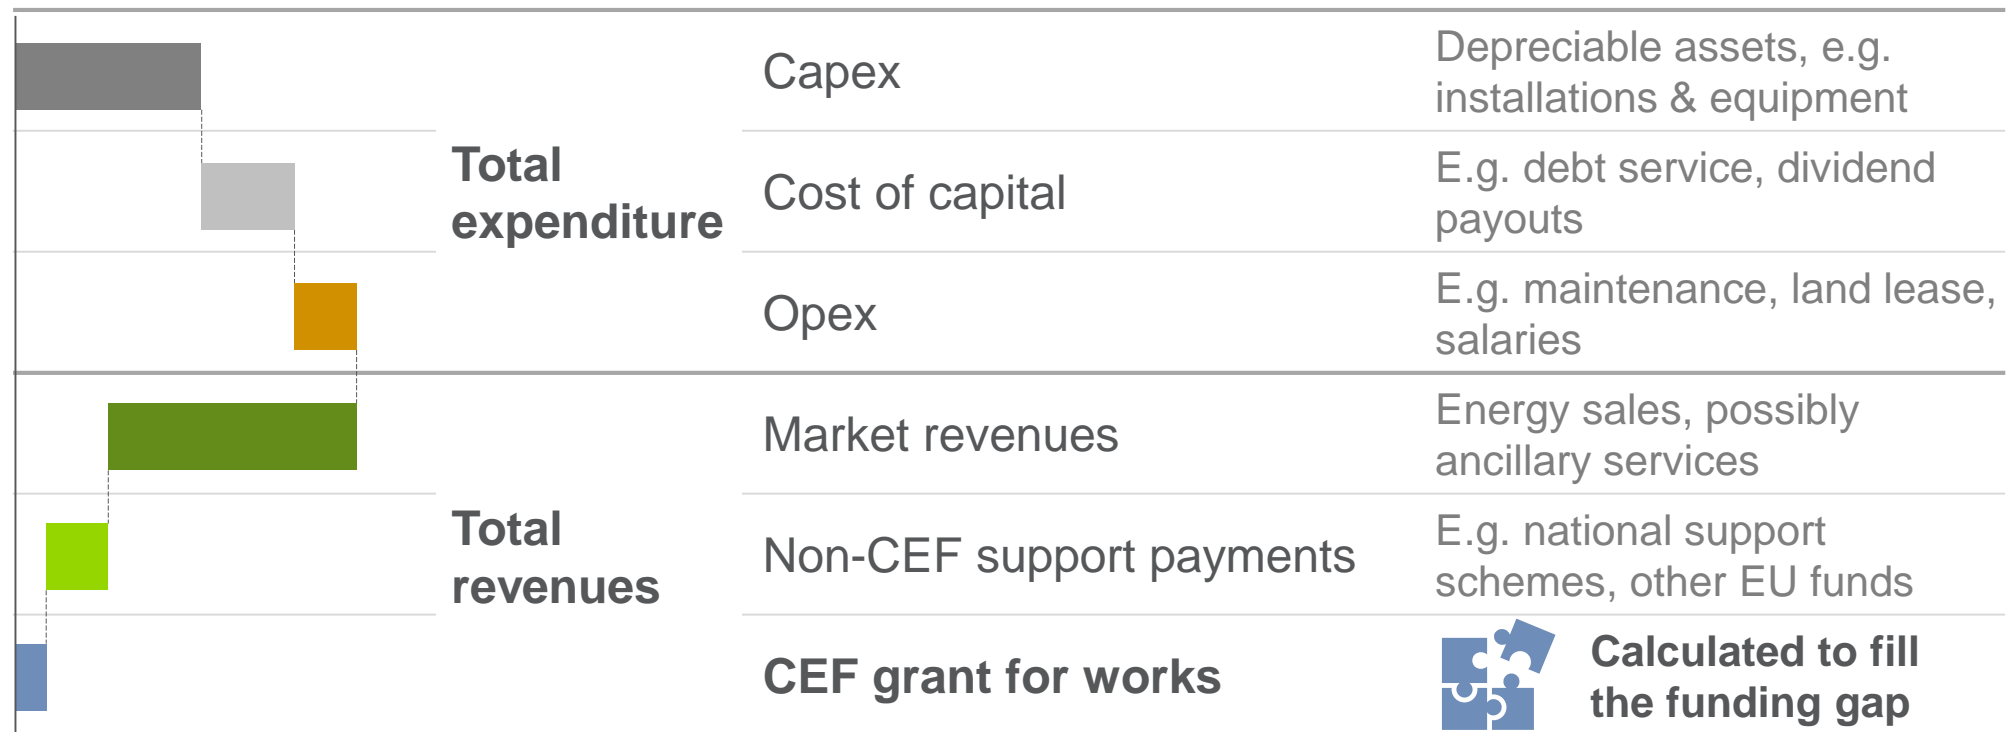 Total
expenditure
Capex
Depreciable assets, e.g.
installations & equipment
Cost of capital
E.g. debt service, dividend
payouts
Opex
E.g. maintenance, land lease,
salaries
Total
revenues
Market revenues
Energy sales, possibly
ancillary services
Non-CEF support payments
E.g. national support
schemes, other EU funds
CEF grant for works
Calculated to fill
the funding gap